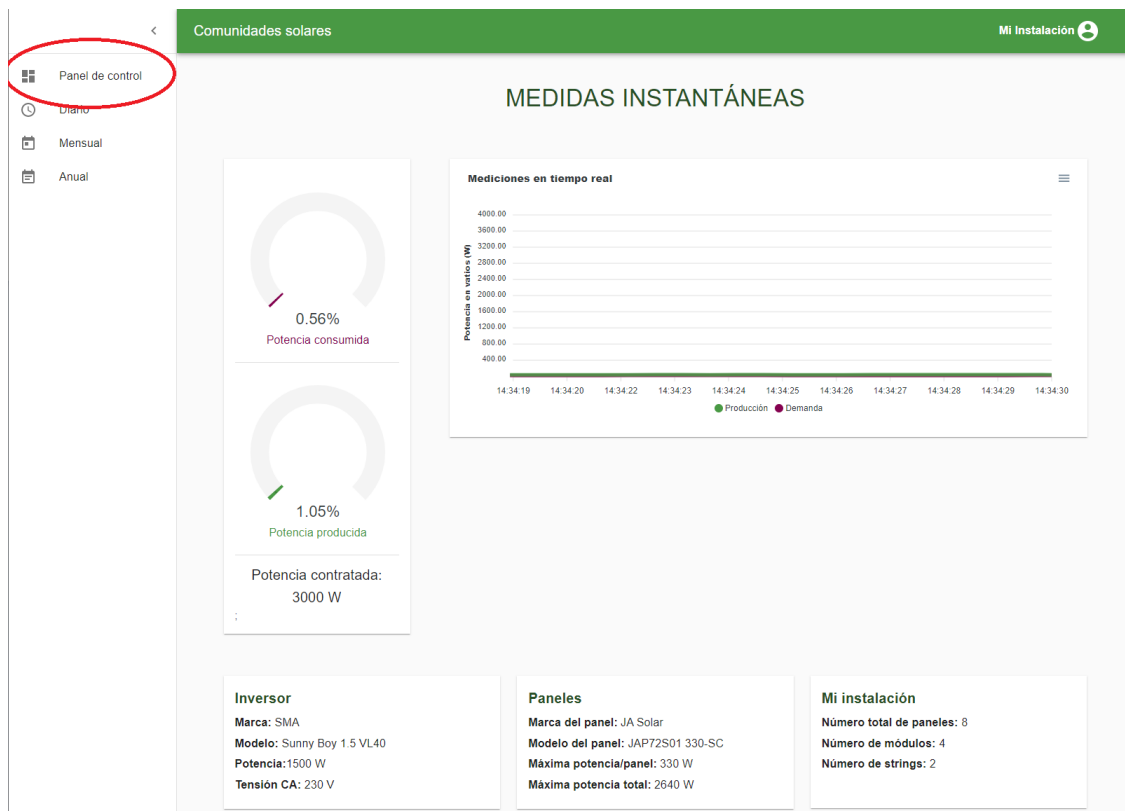 Comunidades solares
Mi Instalación
Panel de control
Diario
Mensual
Anual
MEDIDAS INSTANTÁNEAS
0.56%
Potencia consumida
1.05%
Potencia producida
Potencia contratada:
3000 W
;
Mediciones en tiempo real
Potencia en vatios (W)
4000.00
3600.00
3200.00
2800.00
2400.00
2000.00
1600.00
1200.00
800.00
400.00
14:34:19 14:34:20 14:34:22 14:34:23 14:34:24 14:34:25 14:34:26 14:34:27 14:34:28 14:34:29 14:34:30
Producción Demanda
Inversor
Marca: SMA
Modelo: Sunny Boy 1.5 VL40
Potencia:1500 W
Tensión CA: 230 V
Paneles
Marca del panel: JA Solar
Modelo del panel: JAP72S01 330-SC
Máxima potencia/panel: 330 W
Máxima potencia total: 2640 W
Mi instalación
Número total de paneles: 8
Número de módulos: 4
Número de strings: 2